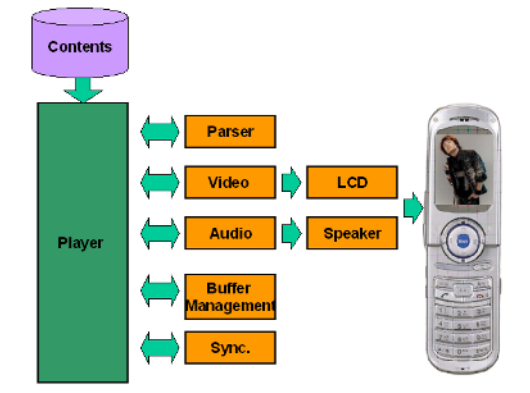 Contents
Player
Parser
Video
LCD
Audio
Speaker
Buffer
Management
Sync.